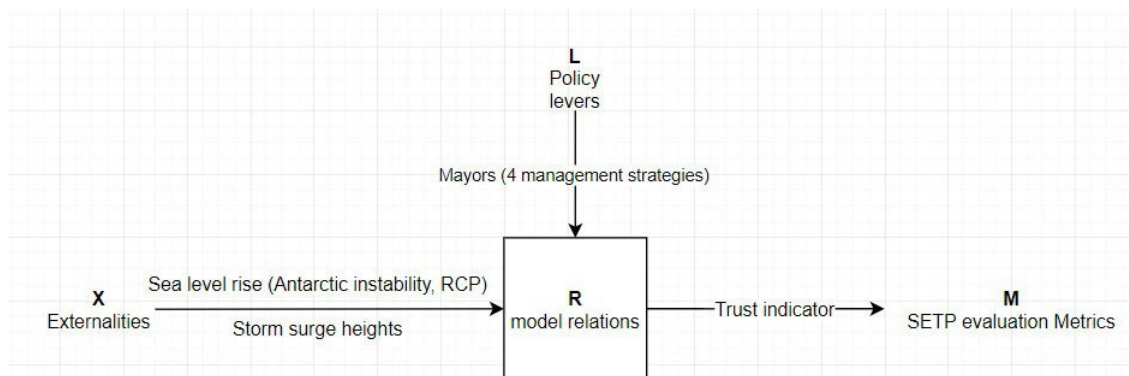 L
Policy
levers
Mayors (4 management strategies)
Sea level rise (Antarctic instability, RCP)
X
Externalities
Storm surge heights
R
model relations
Trust indicator
M
SETP evaluation Metrics